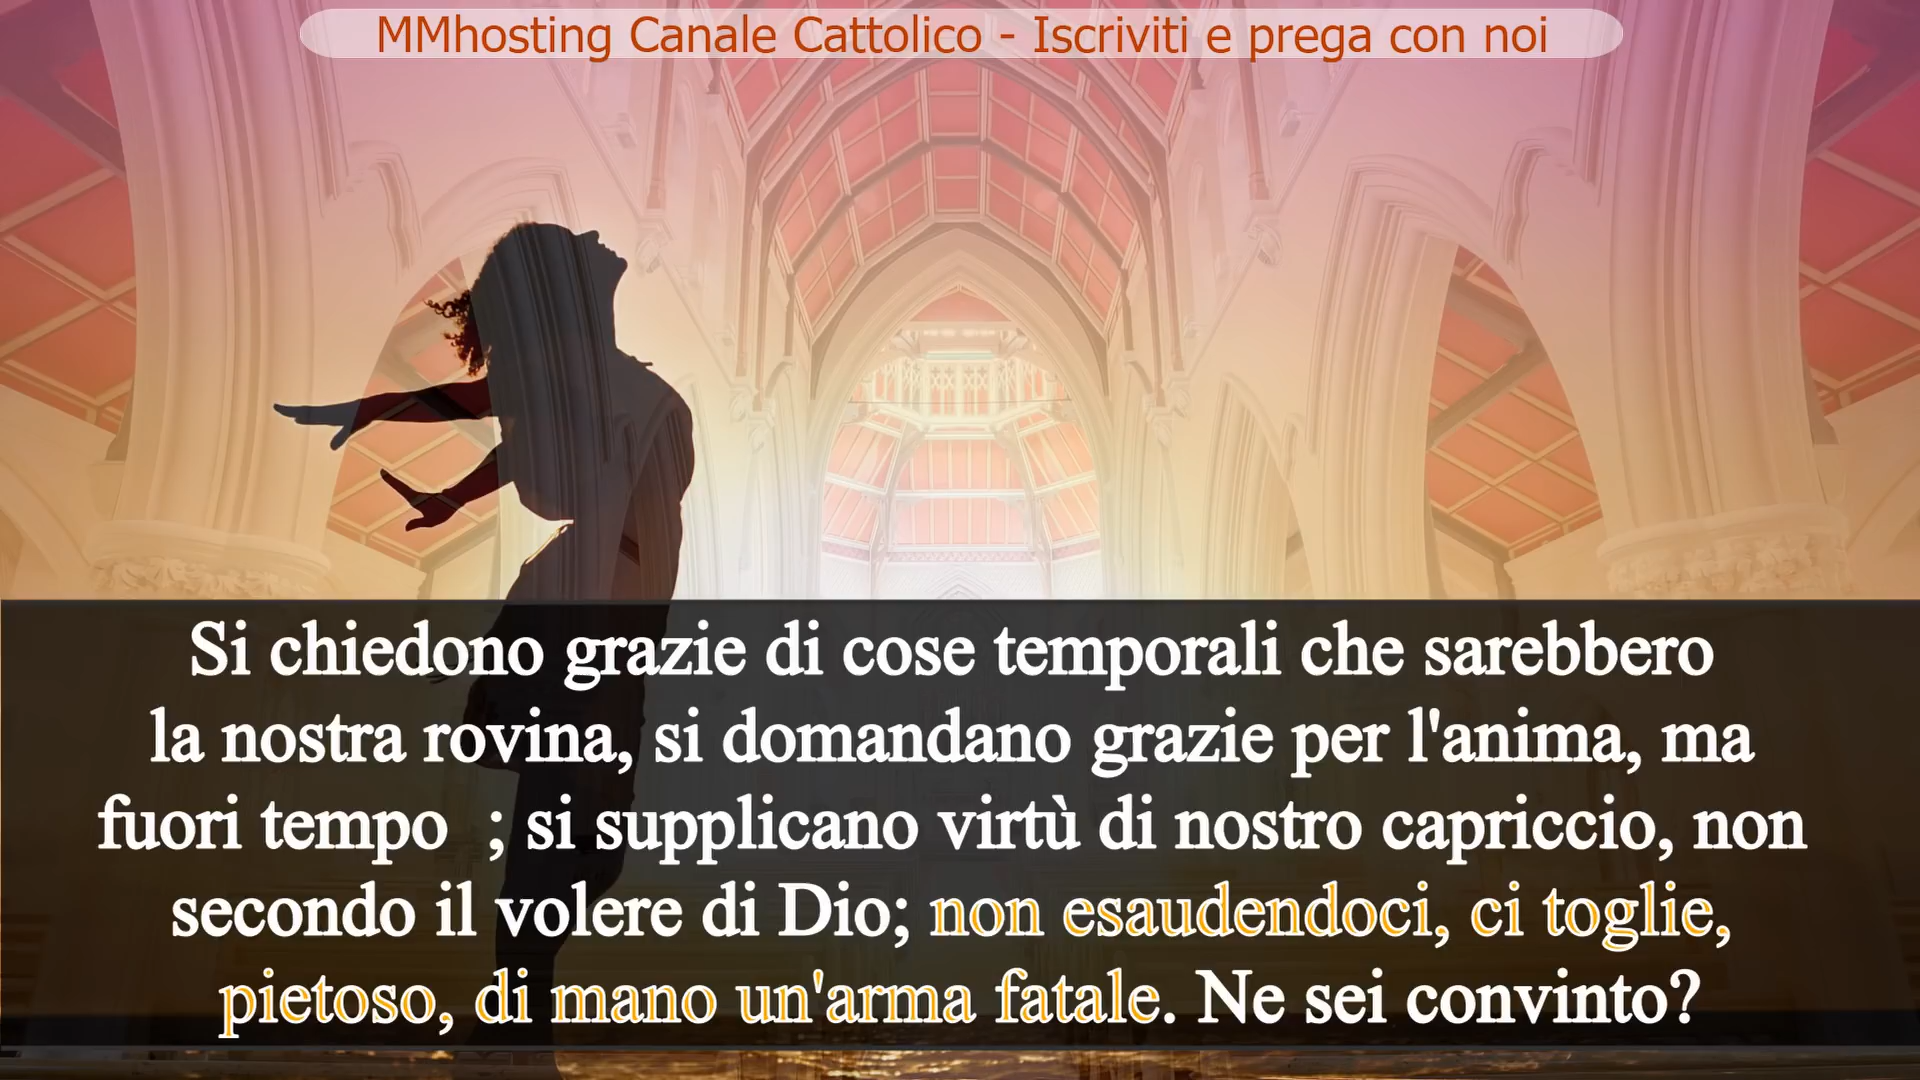 MMhosting Canale Cattolico - Iscriviti e prega con noi
Si chiedono grazie di cose temporali che sarebbero
la nostra rovina, si domandano grazie per l'anima, ma
fuori tempo  ; si supplicano virtù di nostro capriccio, non
secondo il volere di Dio; non esaudendoci, ci toglie,
pietoso, di mano un'arma fatale. Ne sei convinto?